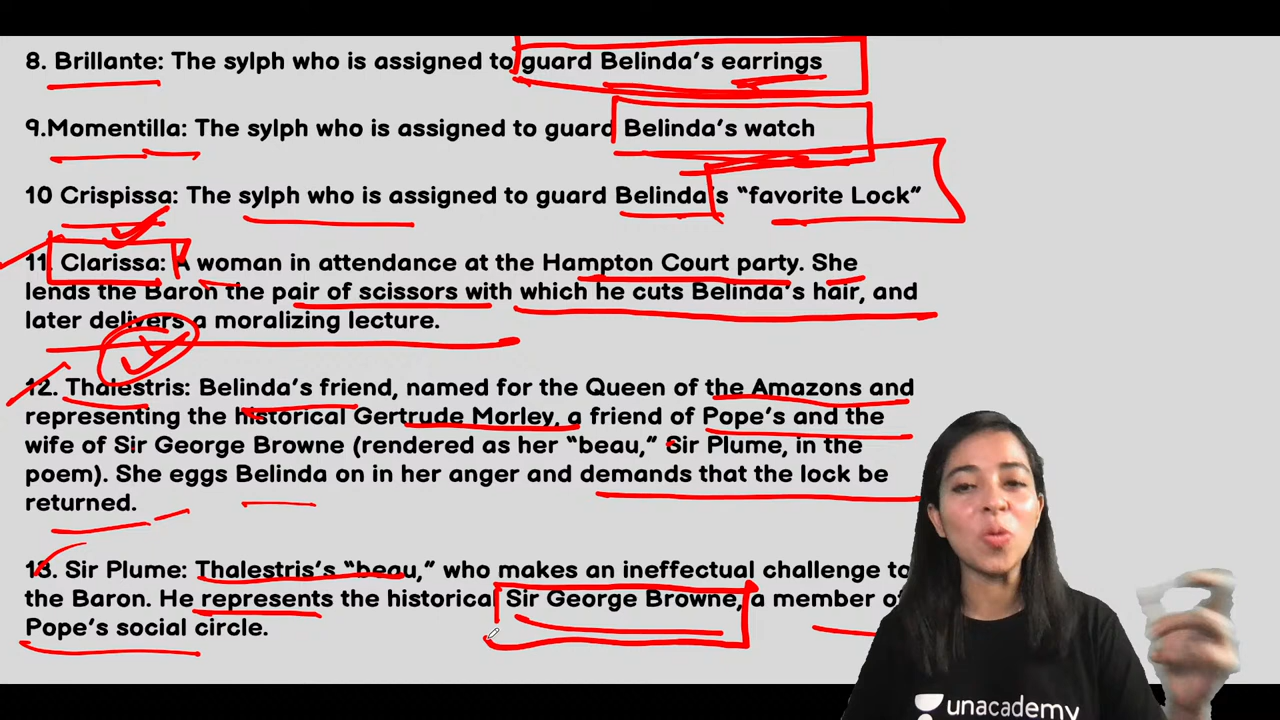 8. Brillante: The sylph who is assigned to guard Belinda's earrings
9.Momentilla: The sylph who is assigned to guard Belinda's watch
10 Crispissa: The sylph who is assigned to guard Belinda's "favorite Lock"
11. Clarissa: A woman in attendance at the Hampton Court party. She
lends the Baron the pair of scissors with which he cuts Belinda's hair, and
later delivers a moralizing lecture.
12. Thalestris: Belinda's friend, named for the Queen of the Amazons and
representing the historical Gertrude Morley, a friend of Pope's and the
wife of Sir George Browne (rendered as her "beau," Sir Plume, in the
poem). She eggs Belinda on in her anger and demands that the lock be
returned.
13. Sir Plume: Thalestris's "beau," who makes an ineffectual challenge to
the Baron. He represents the historical Sir George Browne, a member of
Pope's social circle.
unacademy